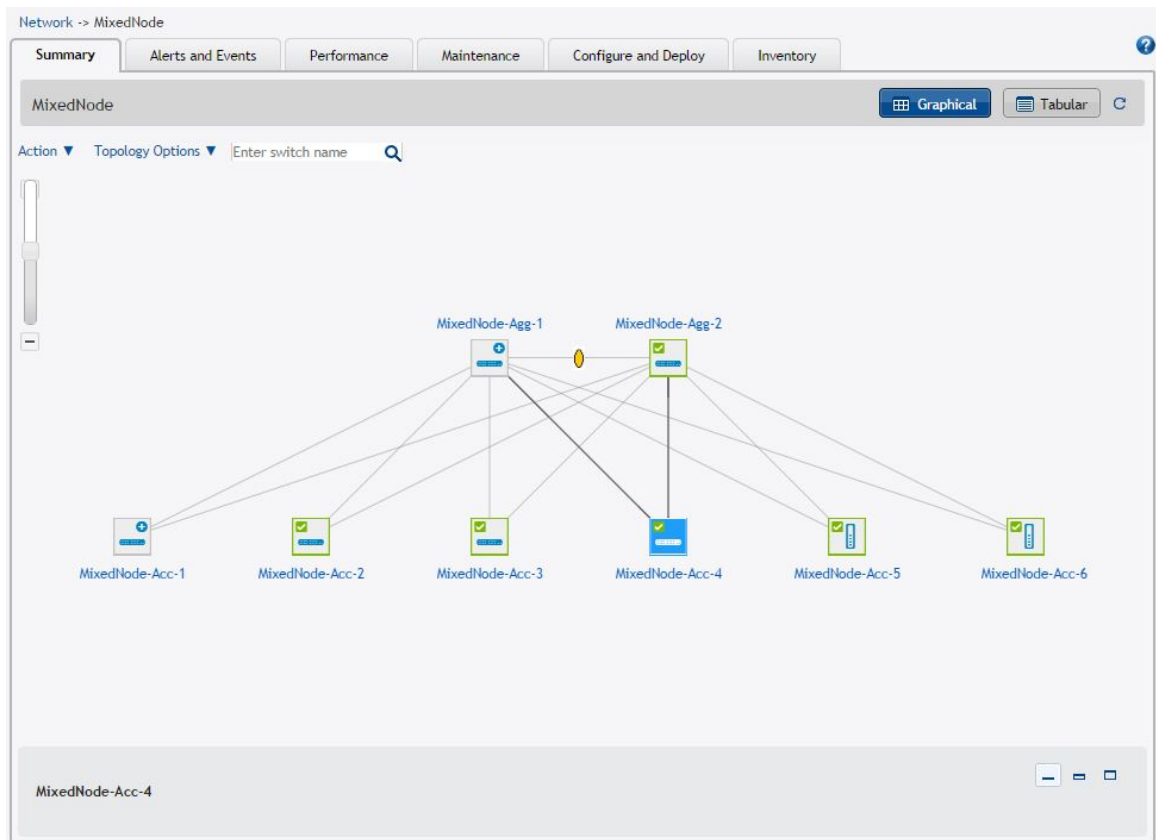 Network -> MixedNode
Summary Alerts and Events Performance Maintenance Configure and Deploy Inventory ?
MixedNode Graphical Tabular
Action ▼ Topology Options ▼ Enter switch name
MixedNode-Agg-1 MixedNode-Agg-2
MixedNode-Acc-1 MixedNode-Acc-2 MixedNode-Acc-3 MixedNode-Acc-4 MixedNode-Acc-5 MixedNode-Acc-6
MixedNode-Acc-4